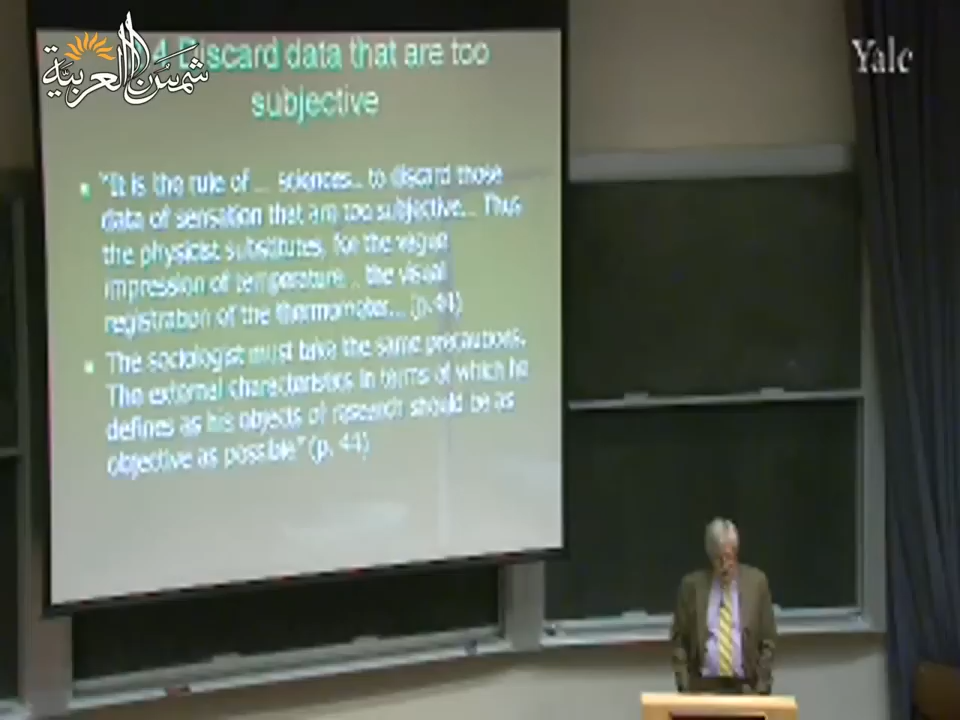 شمس العربية
Yale
4 Discard data that are too
subjective
"It is the rule of ... sciences.. to discard those
data of sensation that are too subjective... Thus
the physicist substitutes, for the vague
impression of temperature... the visual
registration of the thermometer... (p.44)
The sociologist must take the same precautions.
The external characteristics in terms of which he
defines as his objects of research should be as
objective as possible" (p. 44)